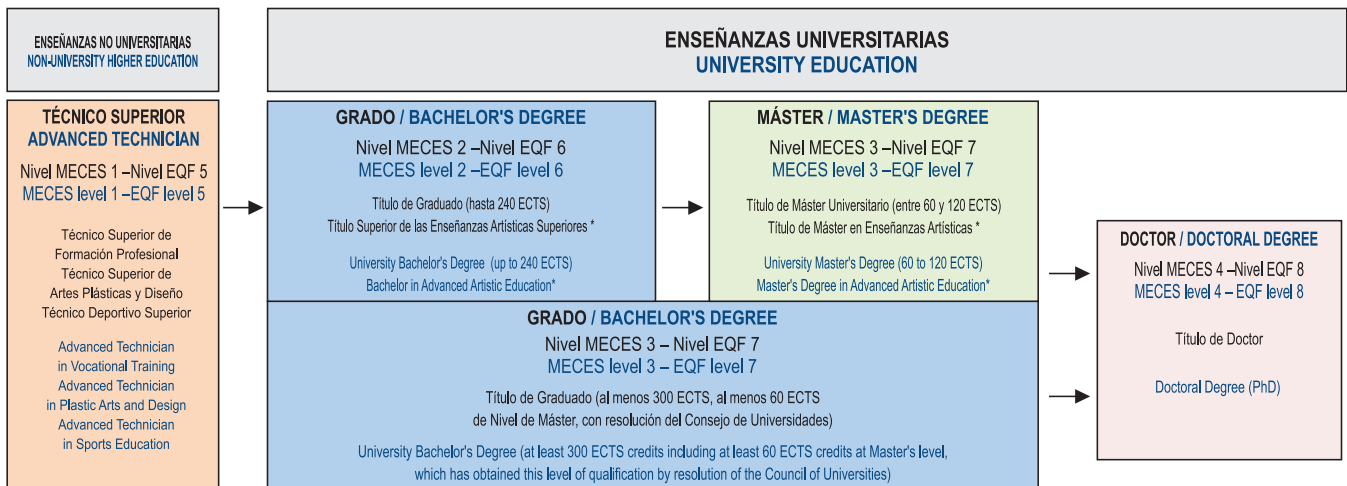 ENSEÑANZAS NO UNIVERSITARIAS
NON-UNIVERSITY HIGHER EDUCATION
ENSEÑANZAS UNIVERSITARIAS
UNIVERSITY EDUCATION
TÉCNICO SUPERIOR
ADVANCED TECHNICIAN
Nivel MECES 1 –Nivel EQF 5
MECES level 1 –EQF level 5
Técnico Superior de
Formación Profesional
Técnico Superior de
Artes Plásticas y Diseño
Técnico Deportivo Superior
Advanced Technician
in Vocational Training
Advanced Technician
in Plastic Arts and Design
Advanced Technician
in Sports Education
GRADO / BACHELOR'S DEGREE
Nivel MECES 2 –Nivel EQF 6
MECES level 2 –EQF level 6
Título de Graduado (hasta 240 ECTS)
Título Superior de las Enseñanzas Artísticas Superiores *
University Bachelor's Degree (up to 240 ECTS)
Bachelor in Advanced Artistic Education*
MÁSTER / MASTER'S DEGREE
Nivel MECES 3 –Nivel EQF 7
MECES level 3 –EQF level 7
Título de Máster Universitario (entre 60 y 120 ECTS)
Título de Máster en Enseñanzas Artísticas *
University Master's Degree (60 to 120 ECTS)
Master's Degree in Advanced Artistic Education*
GRADO / BACHELOR'S DEGREE
Nivel MECES 3 – Nivel EQF 7
MECES level 3 – EQF level 7
Título de Graduado (al menos 300 ECTS, al menos 60 ECTS
de Nivel de Máster, con resolución del Consejo de Universidades)
University Bachelor's Degree (at least 300 ECTS credits including at least 60 ECTS credits at Master's level,
which has obtained this level of qualification by resolution of the Council of Universities)
DOCTOR / DOCTORAL DEGREE
Nivel MECES 4 –Nivel EQF 8
MECES level 4 – EQF level 8
Título de Doctor
Doctoral Degree (PhD)